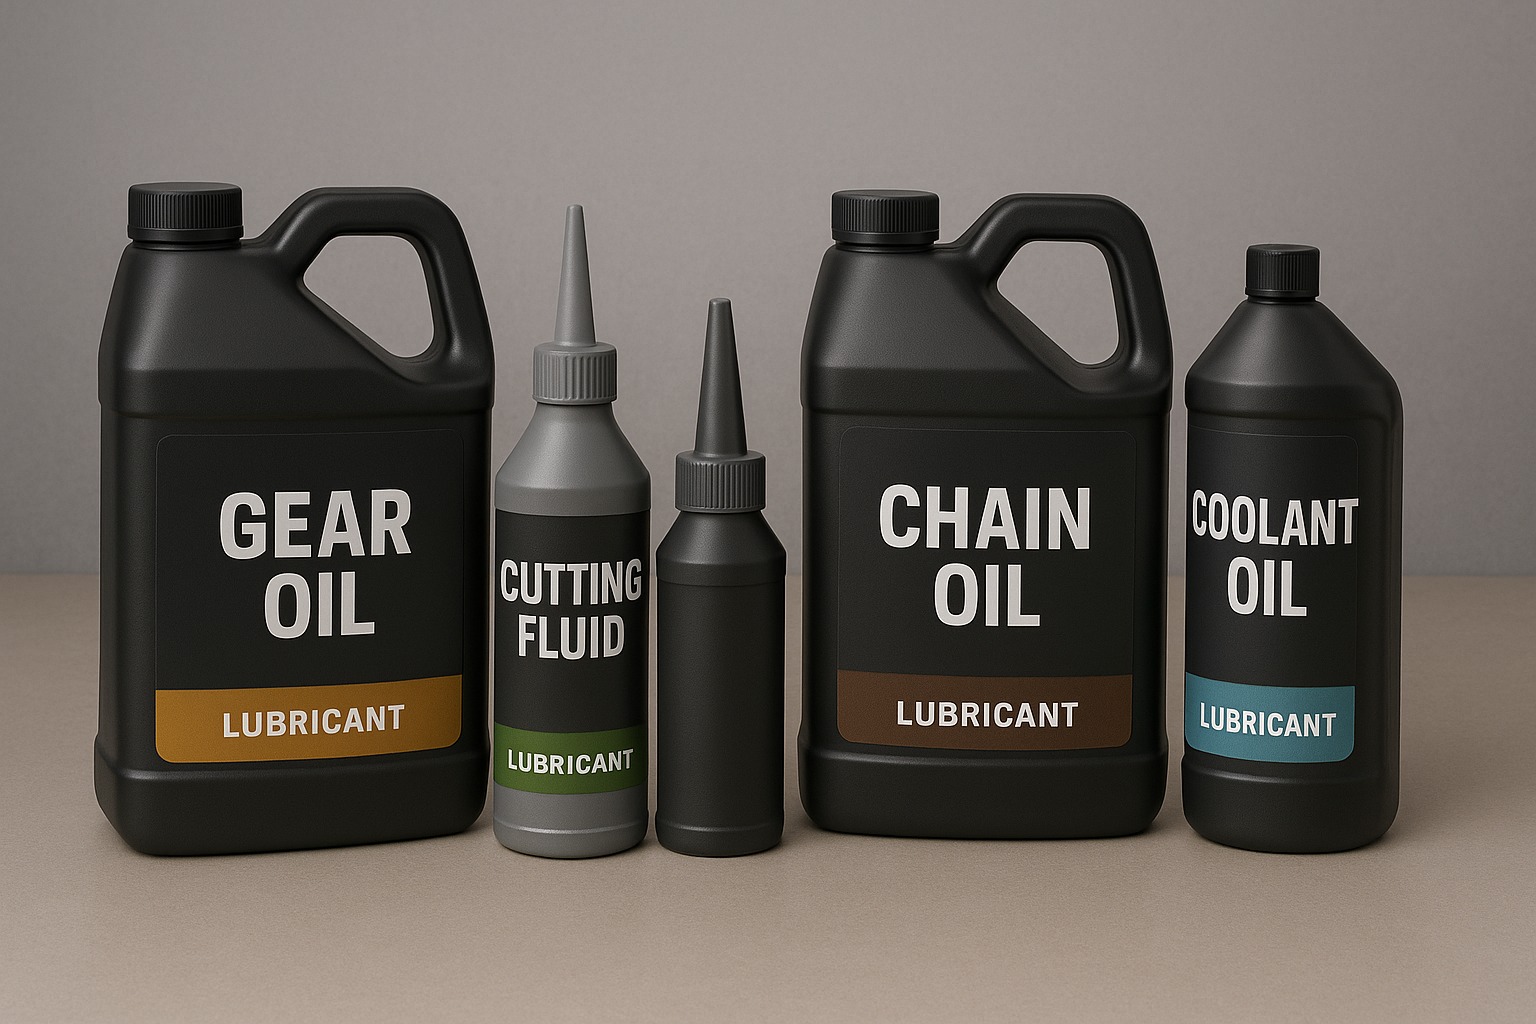 GEAR
OIL
LUBRICANT
CUTTING
FLUID
LUBRICANT
CHAIN
OIL
LUBRICANT
COOLANT
OIL
LUBRICANT